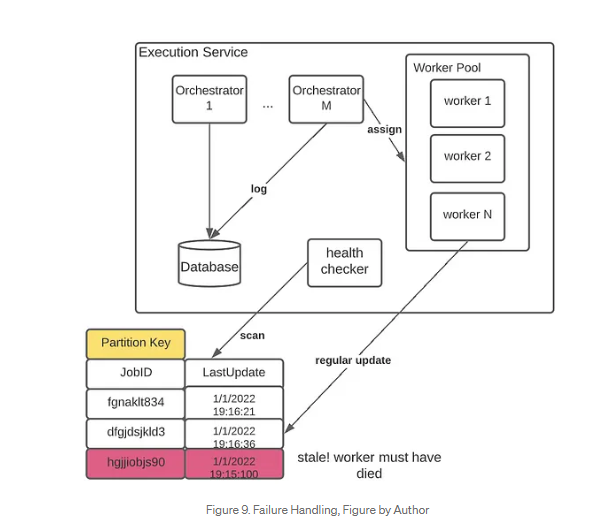 Execution Service
Worker Pool
Orchestrator
1
...
Orchestrator
M
assign
worker 1
worker 2
worker N
log
Database
health
checker
scan
regular update
Partition Key
JobID
LastUpdate
fgnaklt834
1/1/2022
19:16:21
dfgjdsjkld3
1/1/2022
19:16:36
hgjjiobjs90
1/1/2022
19:15:100
stale! worker must have
died
Figure 9. Failure Handling, Figure by Author